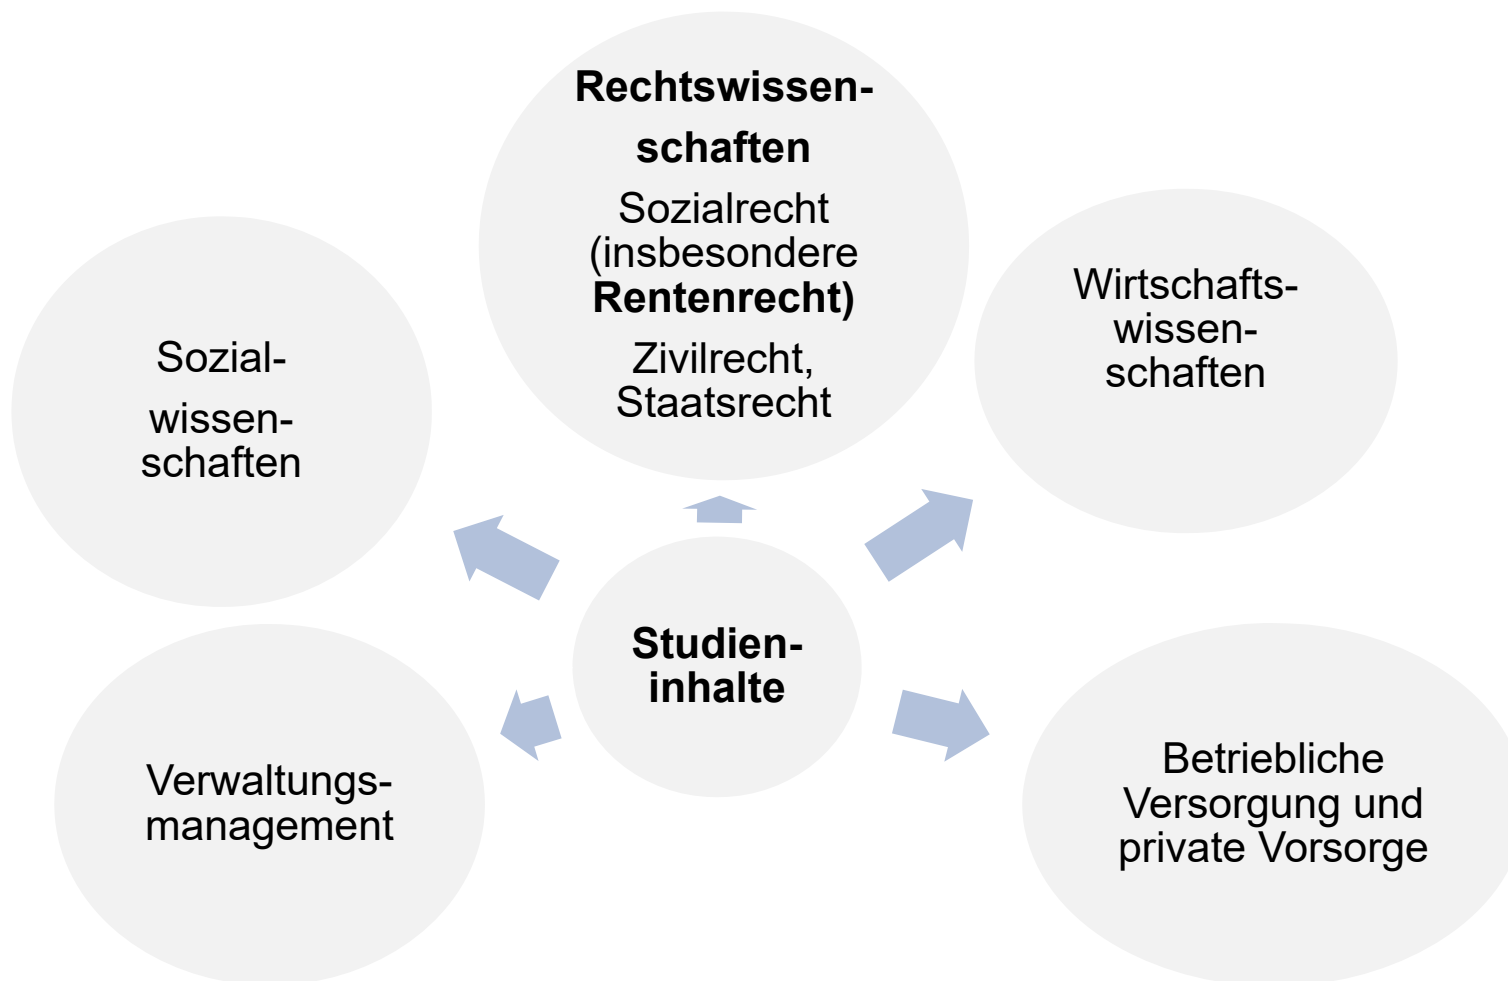 Rechtswissen-
schaften
Sozialrecht
(insbesondere
Rentenrecht)
Zivilrecht,
Staatsrecht
Wirtschafts-
wissen-
schaften
Sozial-
wissen-
schaften
Studien-
inhalte
Verwaltungs-
management
Betriebliche
Versorgung und
private Vorsorge